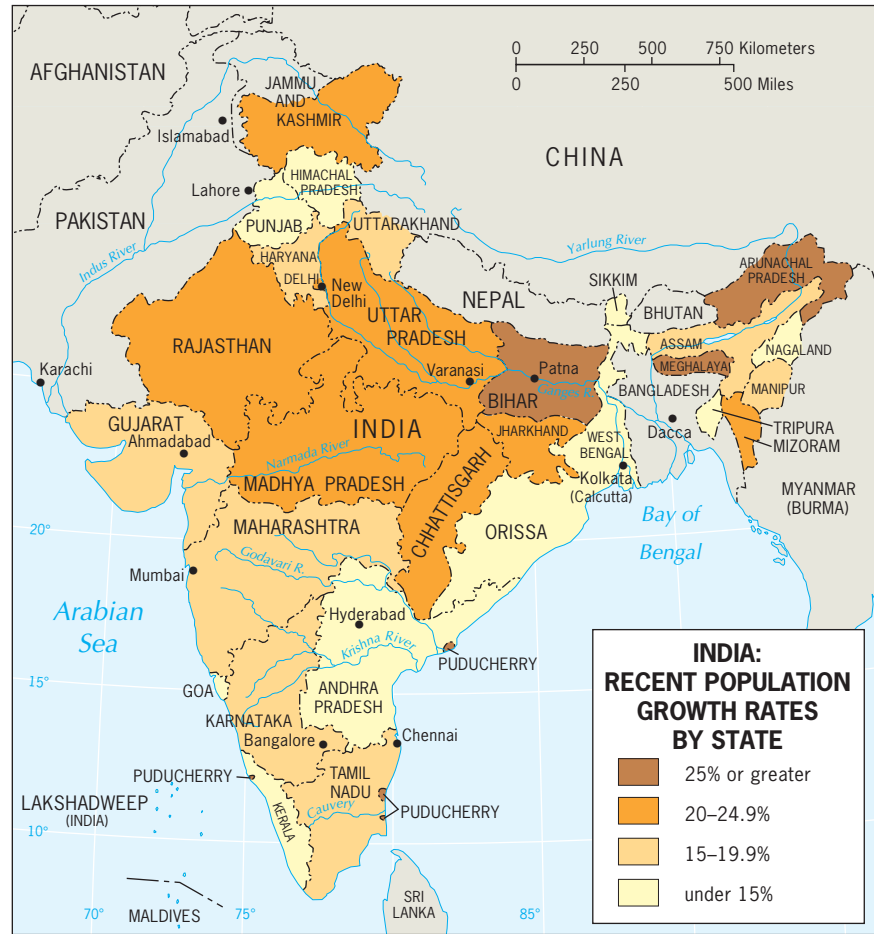 0 250 500 750 Kilometers
0 250 500 Miles
AFGHANISTAN
JAMMU
AND
KASHMIR
Islamabad
CHINA
HIMACHAL
PRADESH
Lahore
PAKISTAN
PUNJAB
UTTARAKHAND
Indus River
HARYANA
DELHI
New
Delhi
Yarlung River
ARUNACHAL
PRADESH
SIKKIM
NEPAL
BHUTAN
UTTAR
PRADESH
RAJASTHAN
ASSAM
NAGALAND
MEGHALAYA
Karachi
Varanasi
Patna
Ganges R.
BIHAR
BANGLADESH
MANIPUR
GUJARAT
Ahmadabad
INDIA
JHARKHAND
WEST
BENGAL
Dacca
TRIPURA
MIZORAM
Narmada River
MADHYA PRADESH
CHHATTISGARH
Kolkata
(Calcutta)
MYANMAR
(BURMA)
MAHARASHTRA
ORISSA
Bay of
Bengal
20°
Godavari R.
Mumbai
Arabian
Sea
Hyderabad
Krishna River
PUDUCHERRY
15°
GOA
ANDHRA
PRADESH
KARNATAKA
Bangalore
Chennai
PUDUCHERRY
TAMIL
NADU
LAKSHADWEEP
(INDIA)
KERALA
Cauvery
PUDUCHERRY
10°
SRI
LANKA
70°
75°
85°
MALDIVES
INDIA:
RECENT POPULATION
GROWTH RATES
BY STATE
25% or greater
20–24.9%
15–19.9%
under 15%